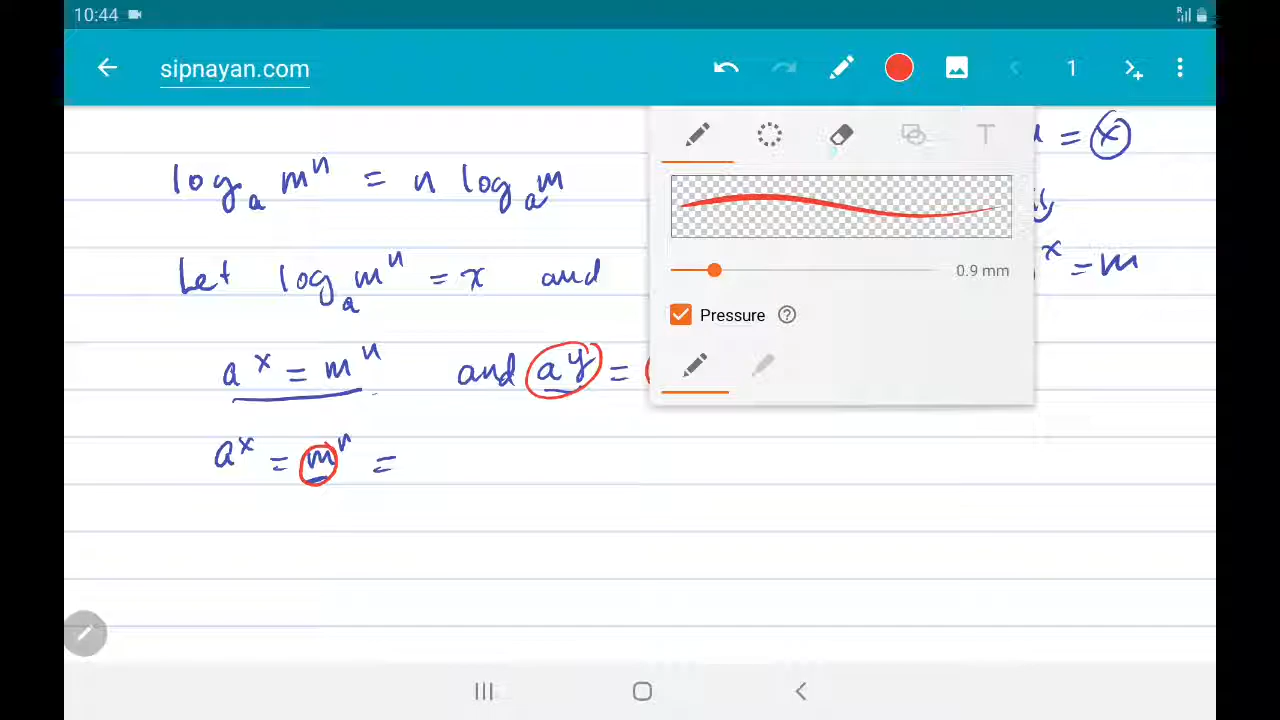 10:44
sipnayan.com
1
log_a m^n = n log_a m
Let log_a m^n = x and
a^x = m^n and a^y =
a^x = m^n =
= x
x = m
0.9 mm
Pressure
T